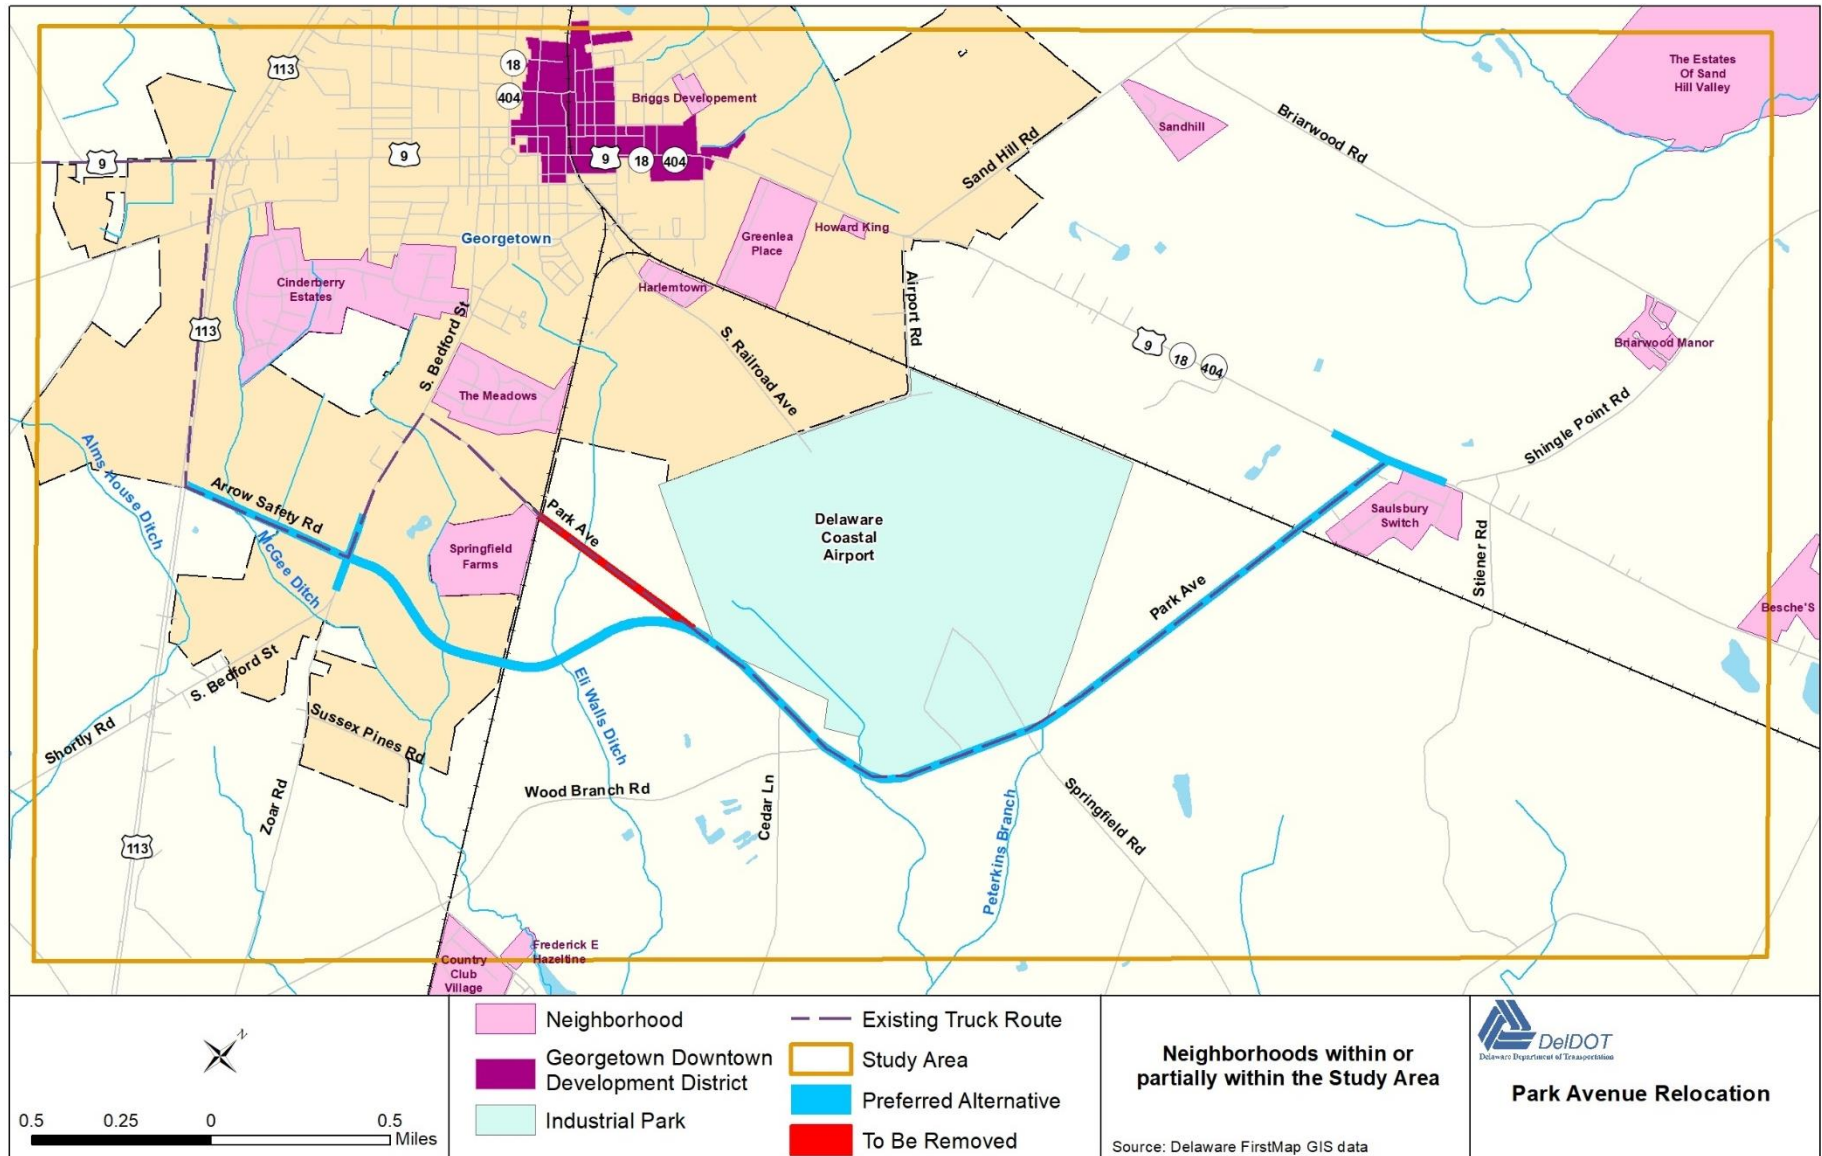 The Estates
Of Sand
Hill Valley
113
18
404
Briggs Developement
Sandhill
Briarwood Rd
9
9
9
18
404
Sand Hill Rd
Georgetown
Greenlea
Place
Howard King
Cinderberry
Estates
Harlemtown
Airport Rd
113
S. Bedford St
S. Railroad Ave
9
18
404
Briarwood Manor
The Meadows
Shingle Point Rd
Alms House Ditch
Arrow Safety Rd
McGee Ditch
Park Ave
Springfield
Farms
Delaware
Coastal
Airport
Saulsbury
Switch
Stiener Rd
Park Ave
Besche'S
S. Bedford St
Shortly Rd
Sussex Pines Rd
Eli Walls Ditch
Zoar Rd
Wood Branch Rd
Cedar Ln
Peterkins Branch
Springfield Rd
113
Frederick E
Hazeltine
Country
Club
Village
N
0.5 0.25 0 0.5
Miles
Neighborhood
Georgetown Downtown
Development District
Industrial Park
Existing Truck Route
Study Area
Preferred Alternative
To Be Removed
Neighborhoods within or
partially within the Study Area
Source: Delaware FirstMap GIS data
DelDOT
Delaware Department of Transportation
Park Avenue Relocation